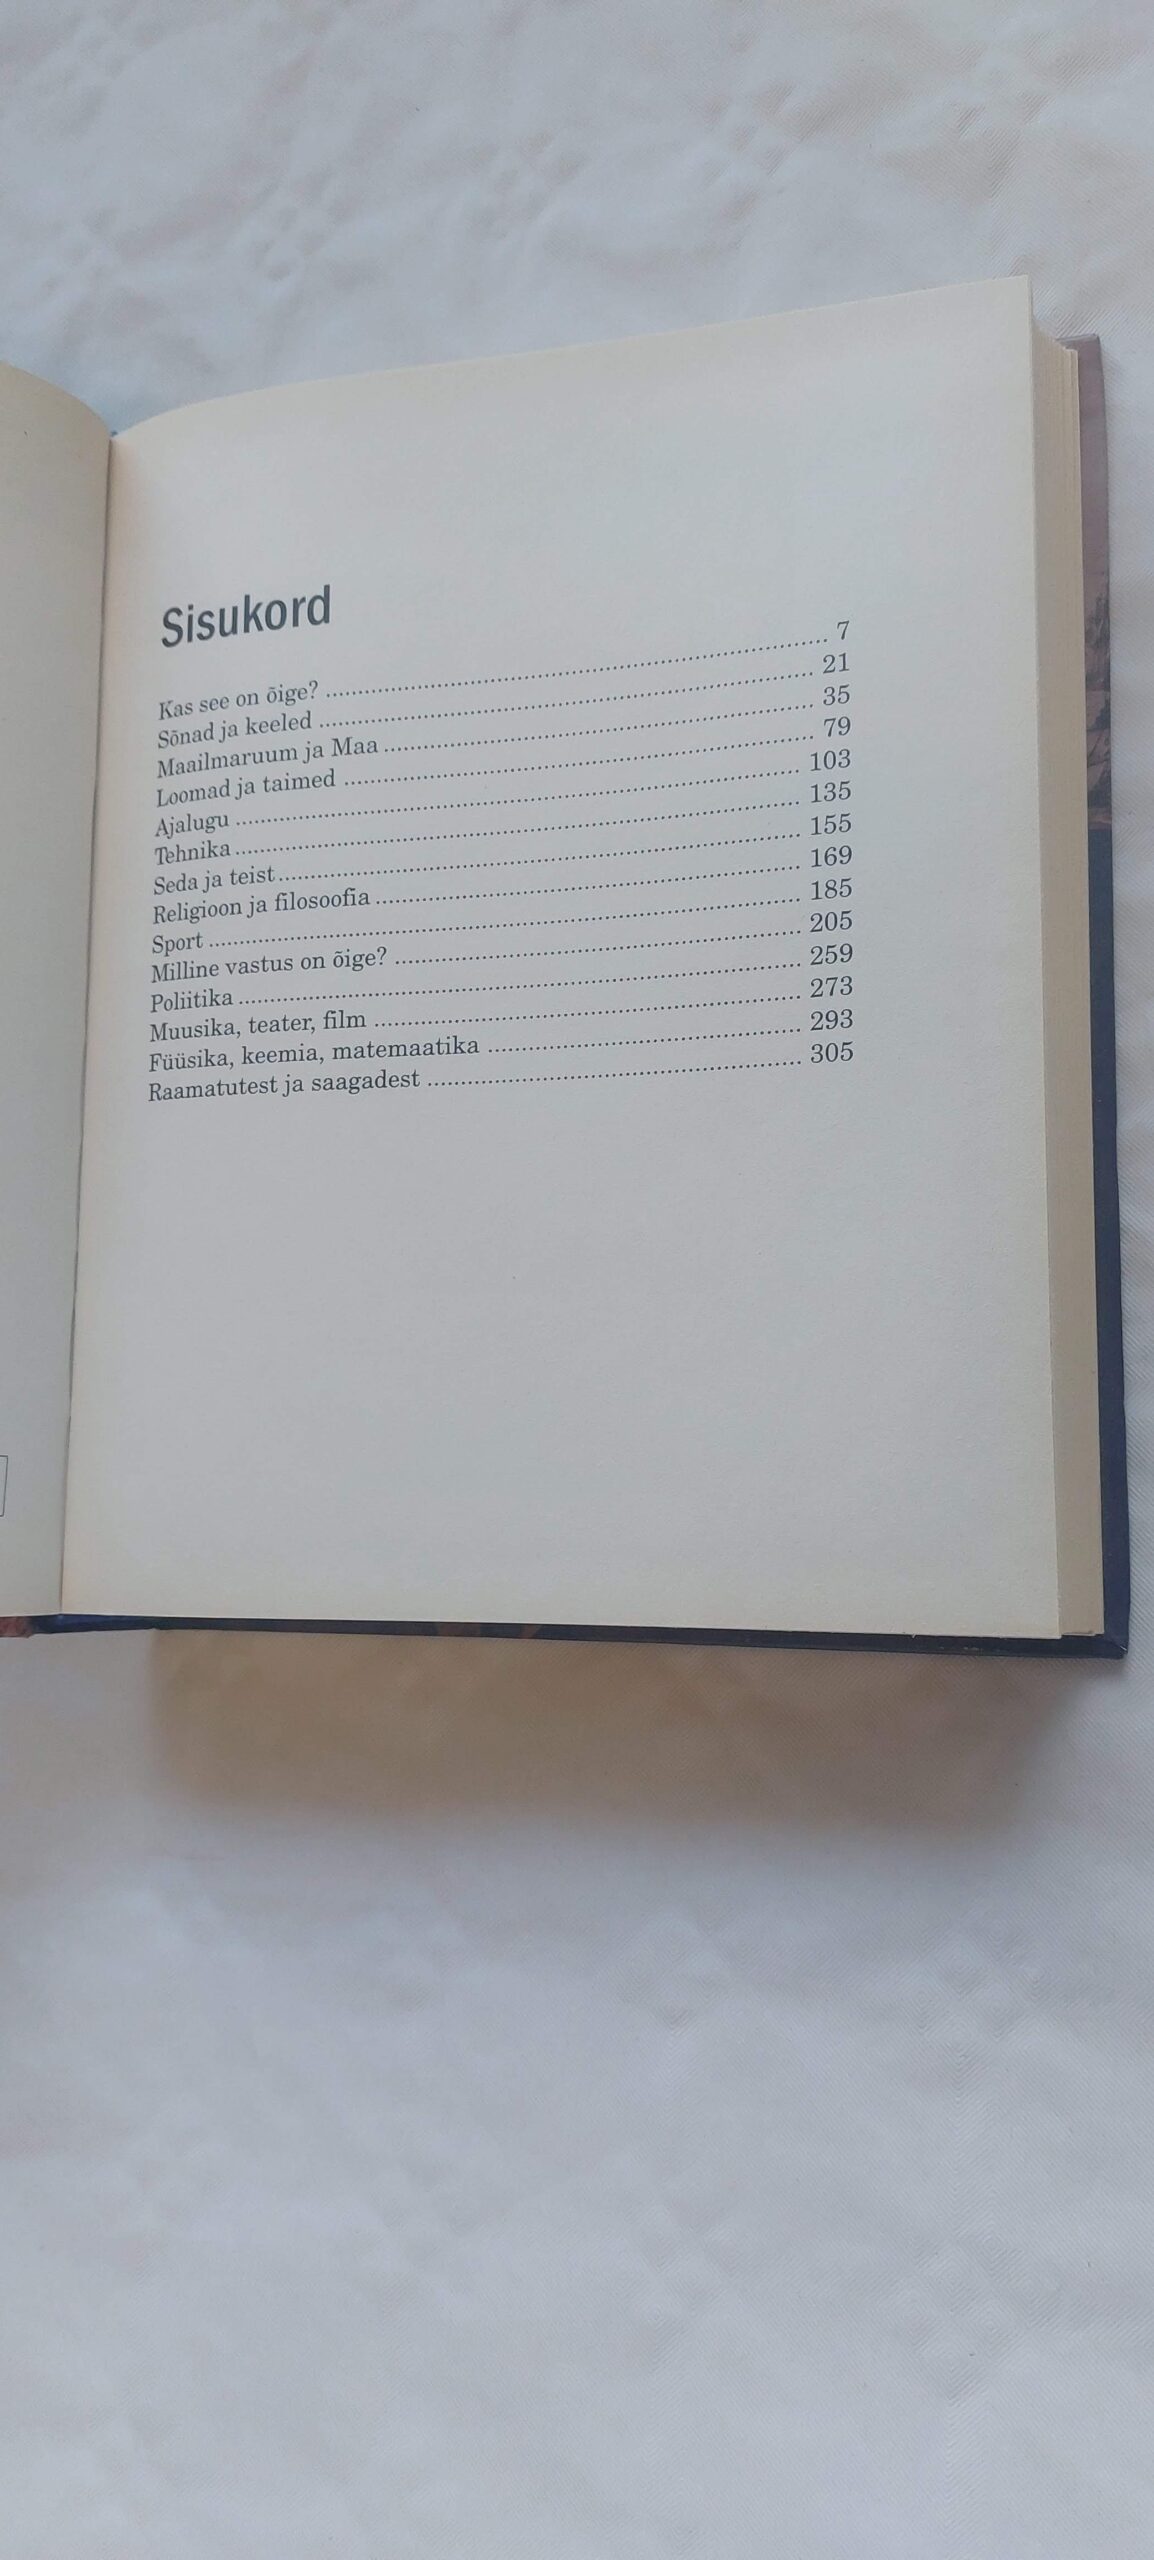 Sisukord
Kas see on õige? ........ 7
Sõnad ja keeled ........ 21
Maailmaruum ja Maa ........ 35
Loomad ja taimed ........ 79
Ajalugu ........ 103
Tehnika ........ 135
Seda ja teist ........ 155
Religioon ja filosoofia ........ 169
Sport ........ 185
Milline vastus on õige? ........ 205
Poliitika ........ 259
Muusika, teater, film ........ 273
Füüsika, keemia, matemaatika ........ 293
Raamatutest ja saagadest ........ 305